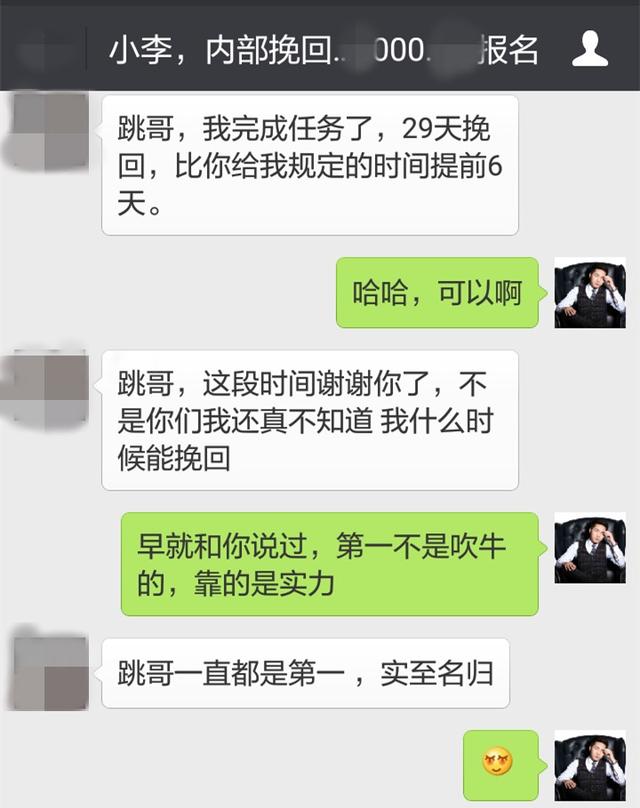 小李，内部挽回..000.报名
跳哥，我完成任务了，29天挽
回，比你给我规定的时间提前6
天。
哈哈，可以啊
跳哥，这段时间谢谢你了，不
是你们我还真不知道 我什么时
候能挽回
早就和你说过，第一不是吹牛
的，靠的是实力
跳哥一直都是第一 ，实至名归